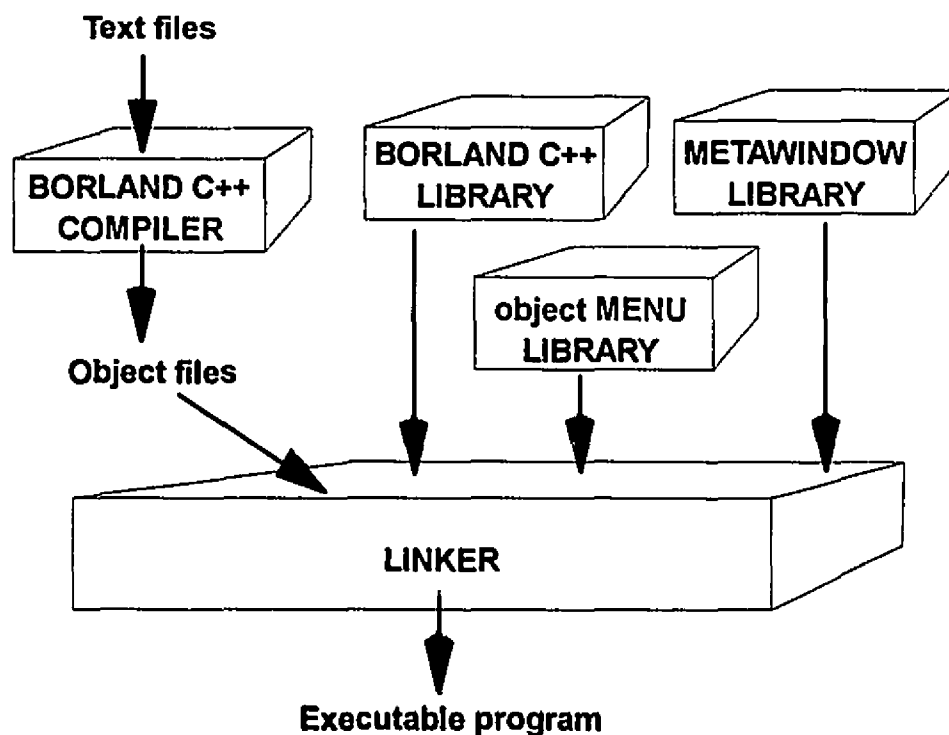 Text files
BORLAND C++
COMPILER
BORLAND C++
LIBRARY
METAWINDOW
LIBRARY
object MENU
LIBRARY
Object files
LINKER
Executable program